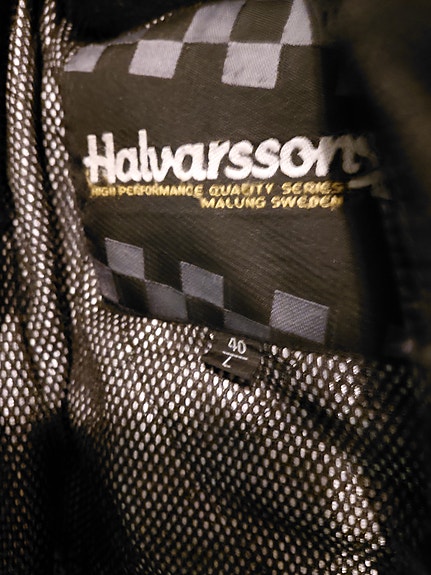 Halvarssons
HIGH PERFORMANCE QUALITY SERIES
MALUNG SWEDEN
40